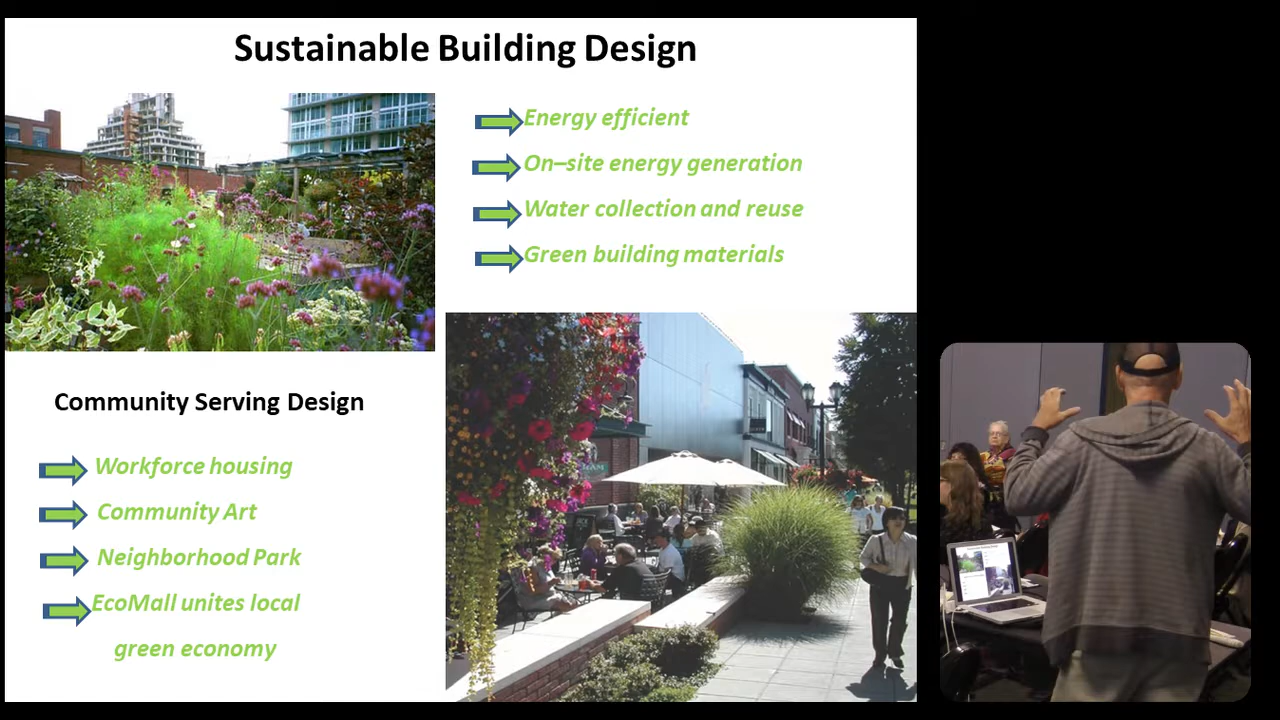 Sustainable Building Design
Energy efficient
On–site energy generation
Water collection and reuse
Green building materials
Community Serving Design
Workforce housing
Community Art
Neighborhood Park
EcoMall unites local
green economy